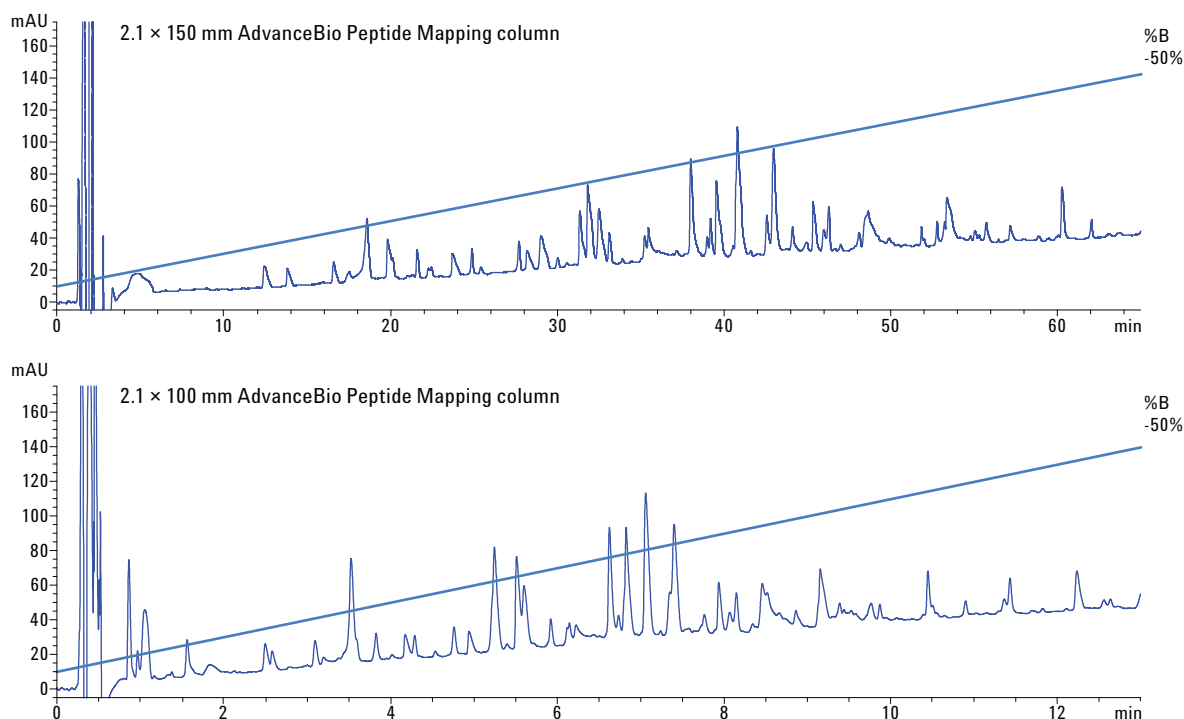 mAU
2.1 × 150 mm AdvanceBio Peptide Mapping column
%B
-50%
160
140
120
100
80
60
40
20
0
0 10 20 30 40 50 60 min
mAU
2.1 × 100 mm AdvanceBio Peptide Mapping column
%B
-50%
160
140
120
100
80
60
40
20
0
0 2 4 6 8 10 12 min